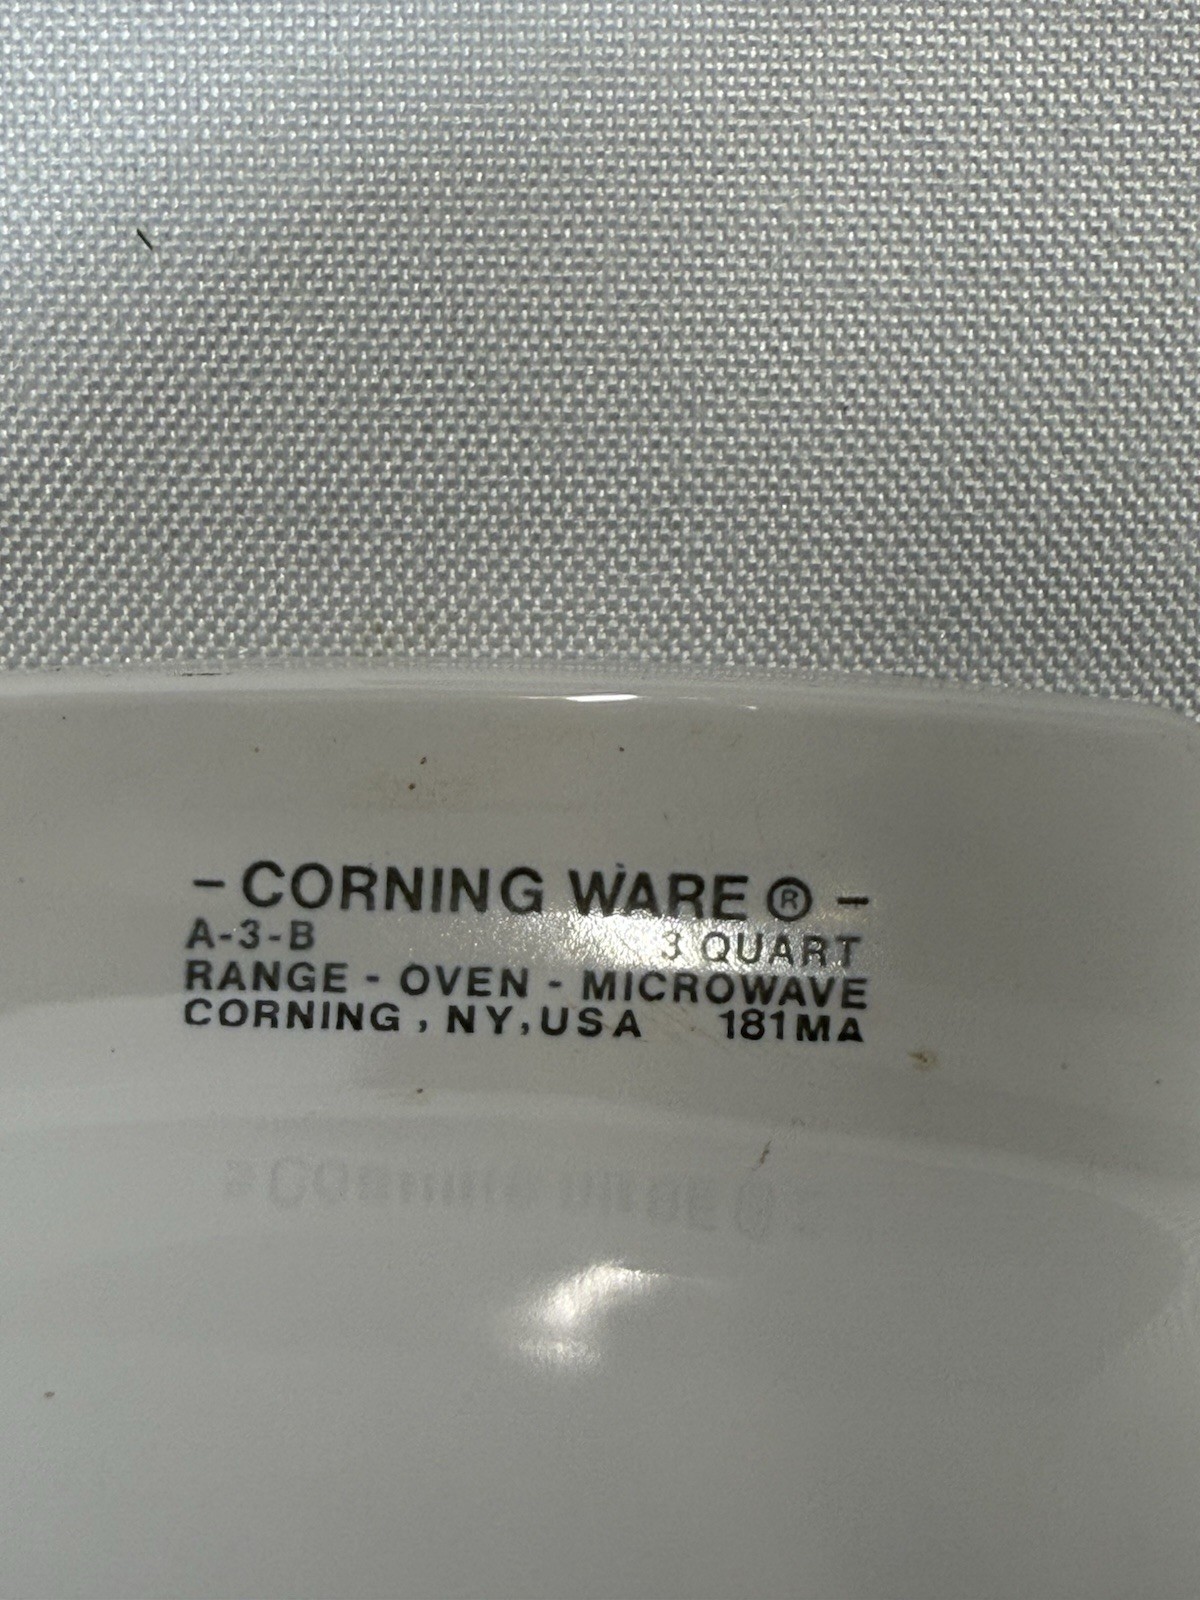 - CORNING WARE ® -
A-3-B 3 QUART
RANGE - OVEN - MICROWAVE
CORNING, NY, USA 181MA